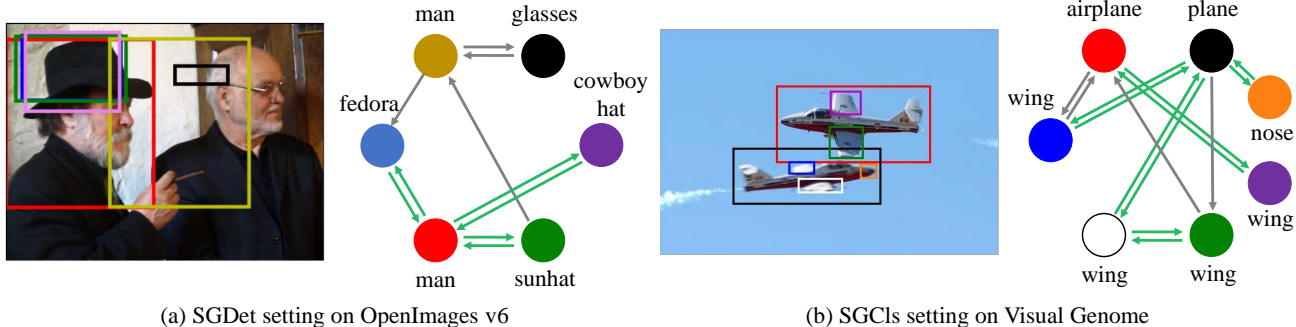 man
glasses
cowboy
hat
fedora
man
sunhat
airplane
plane
wing
nose
wing
wing
wing
(a) SGDet setting on OpenImages v6
(b) SGCls setting on Visual Genome